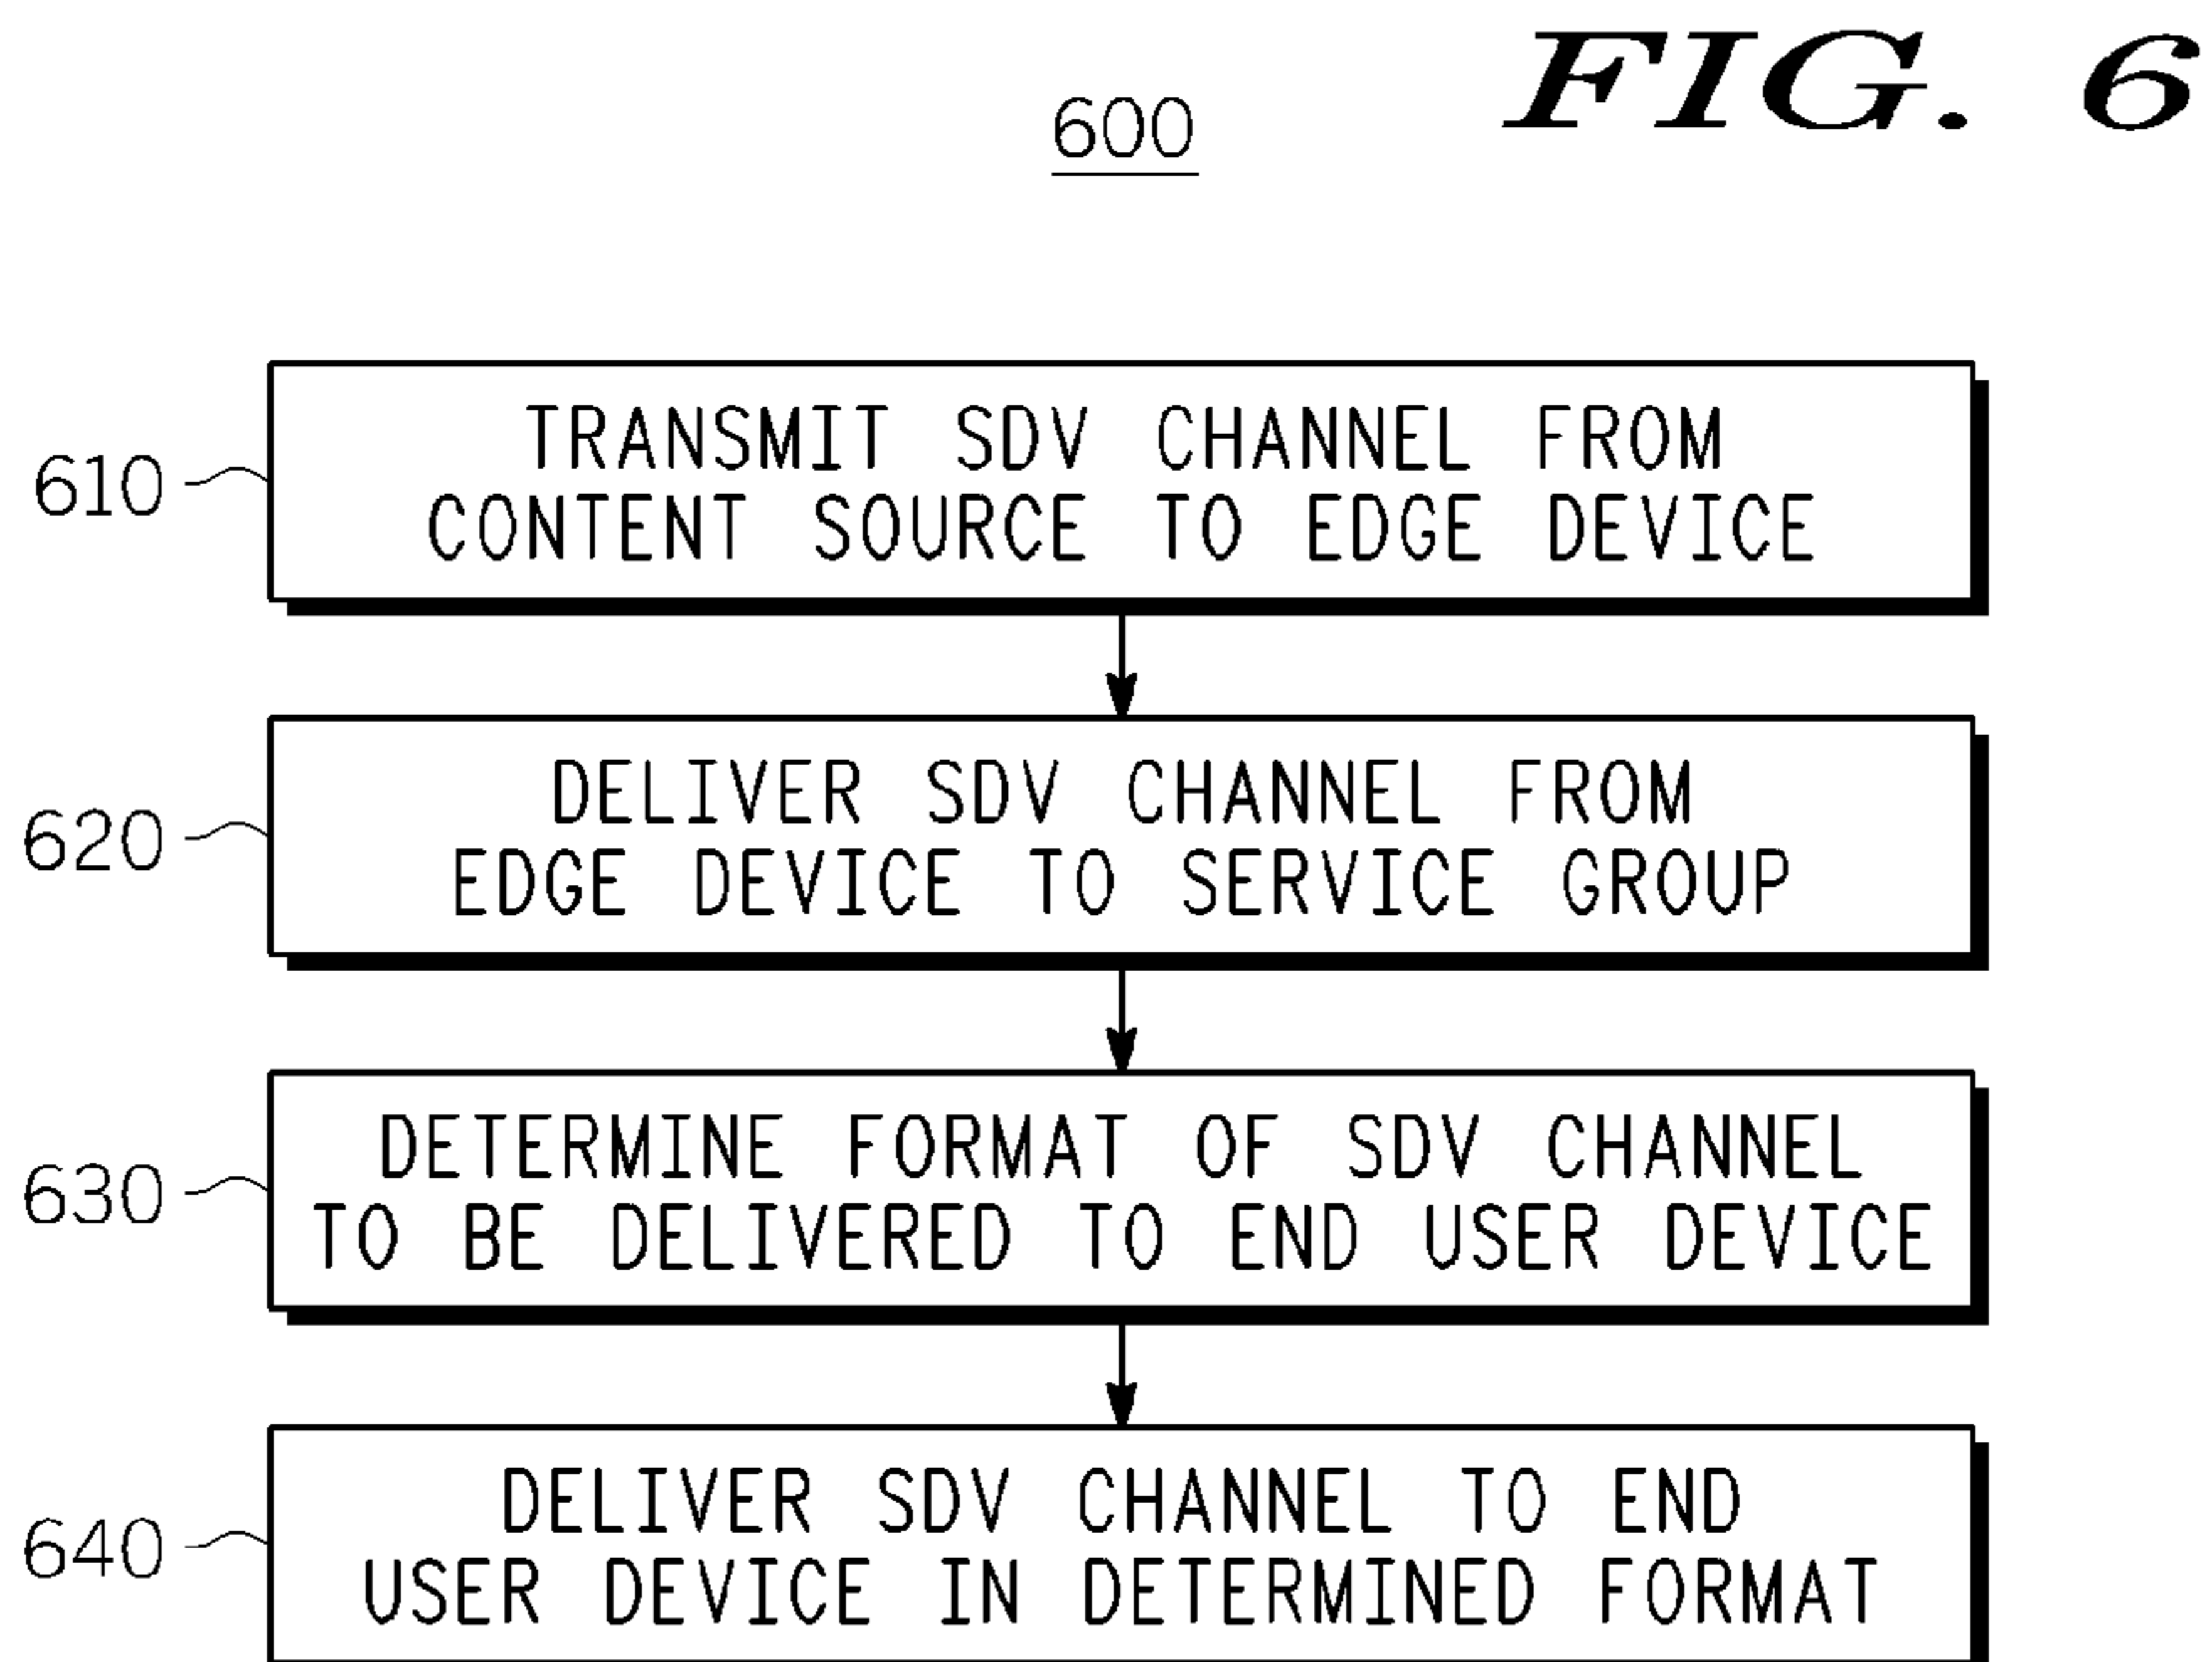 FIG. 6
600
610
TRANSMIT SDV CHANNEL FROM
CONTENT SOURCE TO EDGE DEVICE
620
DELIVER SDV CHANNEL FROM
EDGE DEVICE TO SERVICE GROUP
630
DETERMINE FORMAT OF SDV CHANNEL
TO BE DELIVERED TO END USER DEVICE
640
DELIVER SDV CHANNEL TO END
USER DEVICE IN DETERMINED FORMAT